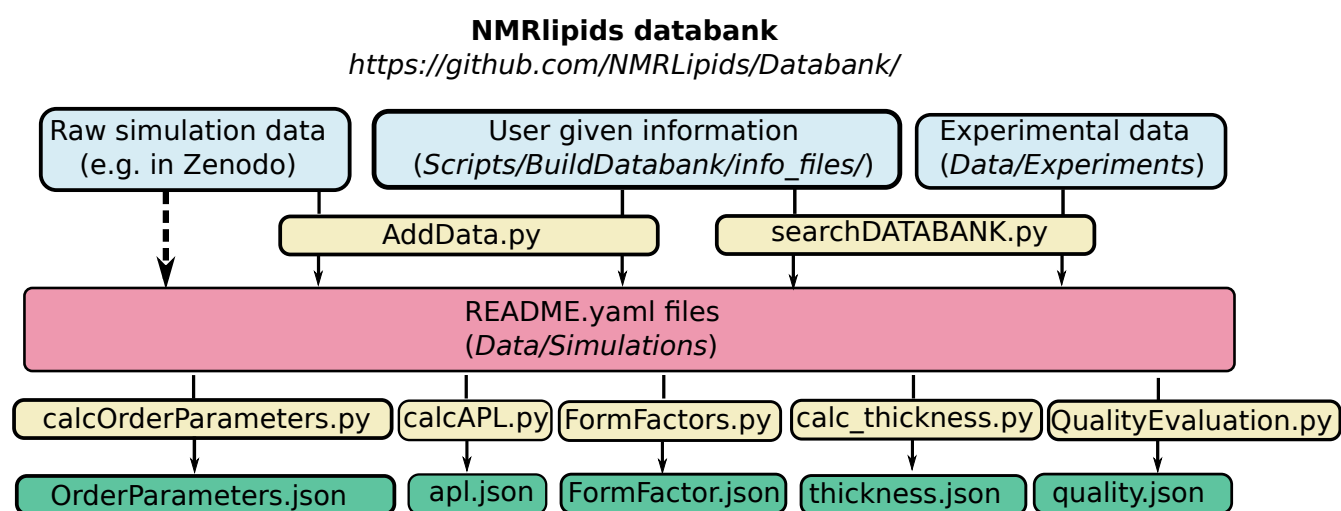 NMRlipids databank
https://github.com/NMRLipids/Databank/
Raw simulation data
(e.g. in Zenodo)
User given information
(Scripts/BuildDatabank/info_files/)
Experimental data
(Data/Experiments)
AddData.py
searchDATABANK.py
README.yaml files
(Data/Simulations)
calcOrderParameters.py
calcAPL.py
FormFactors.py
calc_thickness.py
QualityEvaluation.py
OrderParameters.json
apl.json
FormFactor.json
thickness.json
quality.json